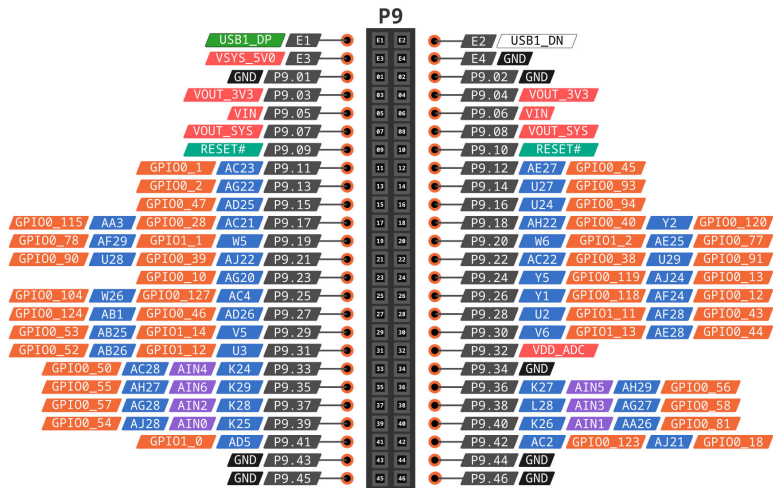 P9
USB1_DP E1 E1 E2 E2 USB1_DN
VSYS_5V0 E3 E3 E4 E4 GND
GND P9.01 01 02 P9.02 GND
VOUT_3V3 P9.03 03 04 P9.04 VOUT_3V3
VIN P9.05 05 06 P9.06 VIN
VOUT_SYS P9.07 07 08 P9.08 VOUT_SYS
RESET# P9.09 09 10 P9.10 RESET#
GPIO0_1 AC23 P9.11 11 12 P9.12 AE27 GPIO0_45
GPIO0_2 AG22 P9.13 13 14 P9.14 U27 GPIO0_93
GPIO0_47 AD25 P9.15 15 16 P9.16 U24 GPIO0_94
GPIO0_115 AA3 GPIO0_28 AC21 P9.17 17 18 P9.18 AH22 GPIO0_40 Y2 GPIO0_120
GPIO0_78 AF29 GPIO1_1 W5 P9.19 19 20 P9.20 W6 GPIO1_2 AE25 GPIO0_77
GPIO0_90 U28 GPIO0_39 AJ22 P9.21 21 22 P9.22 AC22 GPIO0_38 U29 GPIO0_91
GPIO0_10 AG20 P9.23 23 24 P9.24 Y5 GPIO0_119 AJ24 GPIO0_13
GPIO0_104 W26 GPIO0_127 AC4 P9.25 25 26 P9.26 Y1 GPIO0_118 AF24 GPIO0_12
GPIO0_124 AB1 GPIO0_46 AD26 P9.27 27 28 P9.28 U2 GPIO1_11 AF28 GPIO0_43
GPIO0_53 AB25 GPIO1_14 V5 P9.29 29 30 P9.30 V6 GPIO1_13 AE28 GPIO0_44
GPIO0_52 AB26 GPIO1_12 U3 P9.31 31 32 P9.32 VDD_ADC
GPIO0_50 AC28 AIN4 K24 P9.33 33 34 P9.34 GND
GPIO0_55 AH27 AIN6 K29 P9.35 35 36 P9.36 K27 AIN5 AH29 GPIO0_56
GPIO0_57 AG28 AIN2 K28 P9.37 37 38 P9.38 L28 AIN3 AG27 GPIO0_58
GPIO0_54 AJ28 AIN0 K25 P9.39 39 40 P9.40 K26 AIN1 AA26 GPIO0_81
GPIO1_0 AD5 P9.41 41 42 P9.42 AC2 GPIO0_123 AJ21 GPIO0_18
GND P9.43 43 44 P9.44 GND
GND P9.45 45 46 P9.46 GND